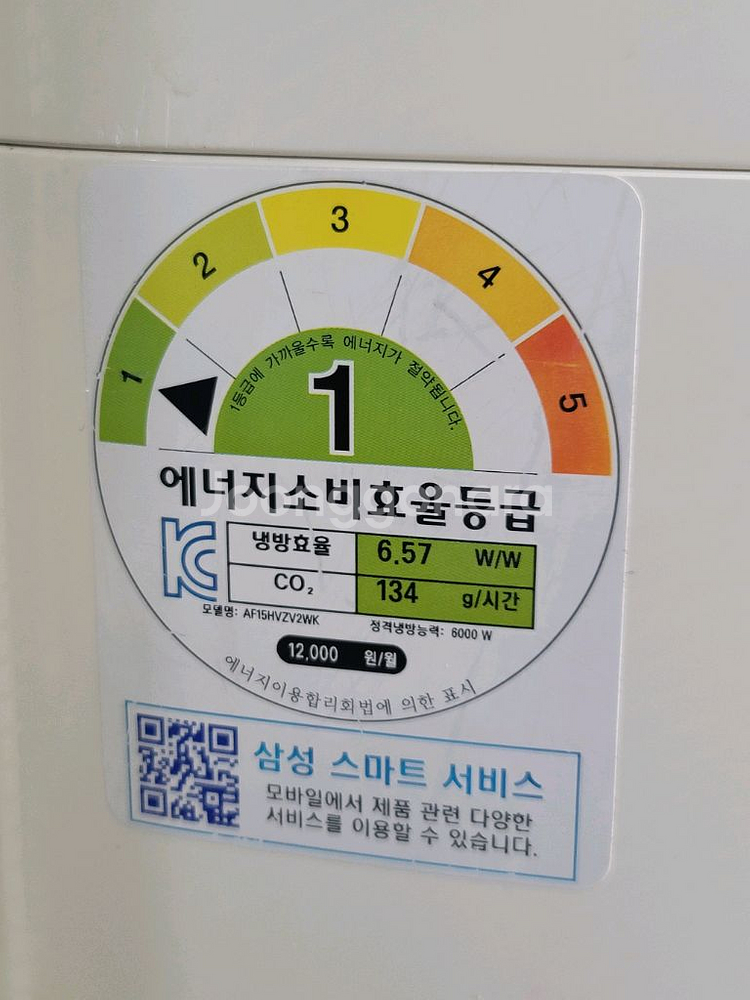 1
2
3
4
5
1등급에 가까울수록 에너지가 절약됩니다.
1
에너지소비효율등급
냉방효율 6.57 W/W
CO₂ 134 g/시간
모델명: AF15HVZV2WK 정격냉방능력: 6000 W
12,000 원/월
에너지이용합리화법에 의한 표시
삼성 스마트 서비스
모바일에서 제품 관련 다양한
서비스를 이용할 수 있습니다.